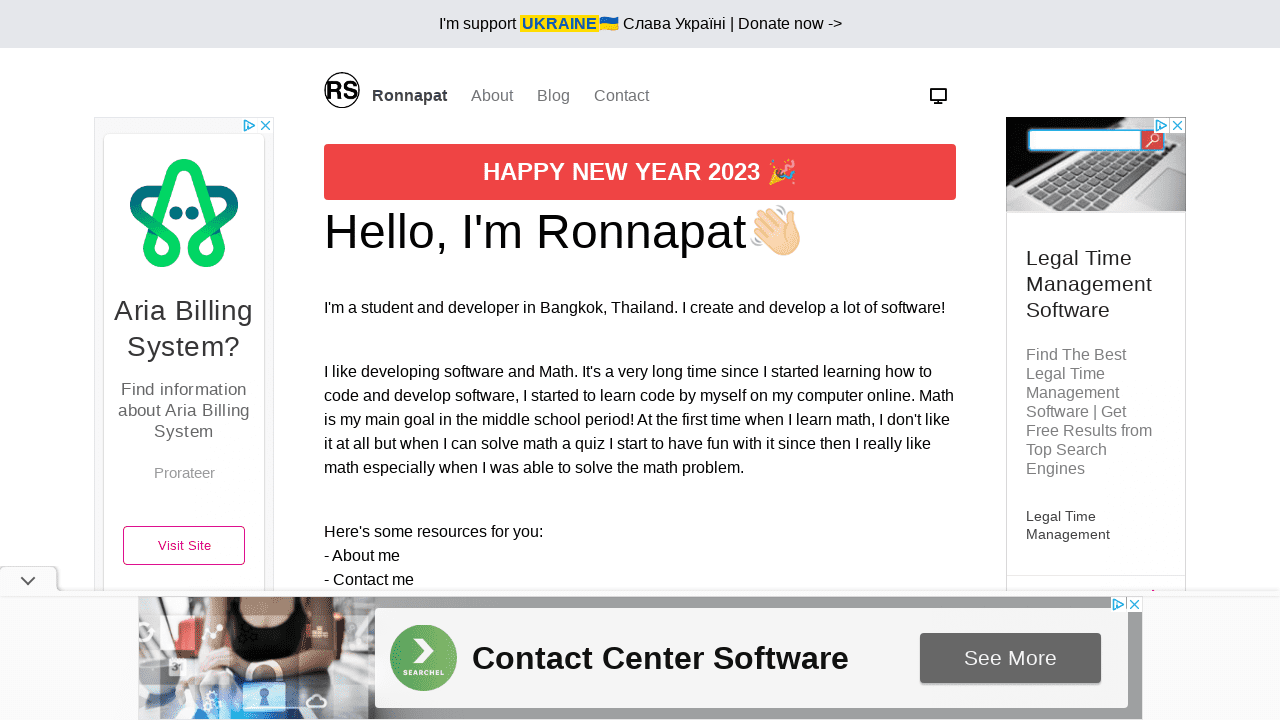 I'm support UKRAINE🇺🇦 Слава Україні | Donate now ->
RS Ronnapat About Blog Contact
HAPPY NEW YEAR 2023 🎉
Hello, I'm Ronnapat👋🏻
I'm a student and developer in Bangkok, Thailand. I create and develop a lot of software!
I like developing software and Math. It's a very long time since I started learning how to
code and develop software, I started to learn code by myself on my computer online. Math
is my main goal in the middle school period! At the first time when I learn math, I don't like
it at all but when I can solve math a quiz I start to have fun with it since then I really like
math especially when I was able to solve the math problem.
Here's some resources for you:
- About me
- Contact me
Aria Billing
System?
Find information
about Aria Billing
System
Prorateer
Visit Site
Legal Time
Management
Software
Find The Best
Legal Time
Management
Software | Get
Free Results from
Top Search
Engines
Legal Time
Management
SEARCHEL
Contact Center Software
See More